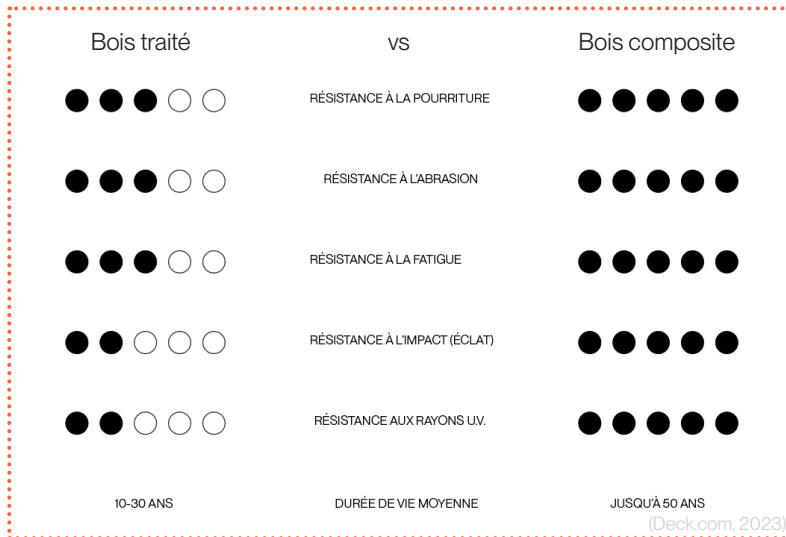 Bois traité vs Bois composite
RÉSISTANCE À LA POURRITURE
RÉSISTANCE À L'ABRASION
RÉSISTANCE À LA FATIGUE
RÉSISTANCE À L'IMPACT (ÉCLAT)
RÉSISTANCE AUX RAYONS U.V.
10-30 ANS DURÉE DE VIE MOYENNE JUSQU'À 50 ANS
(Deck.com, 2023)